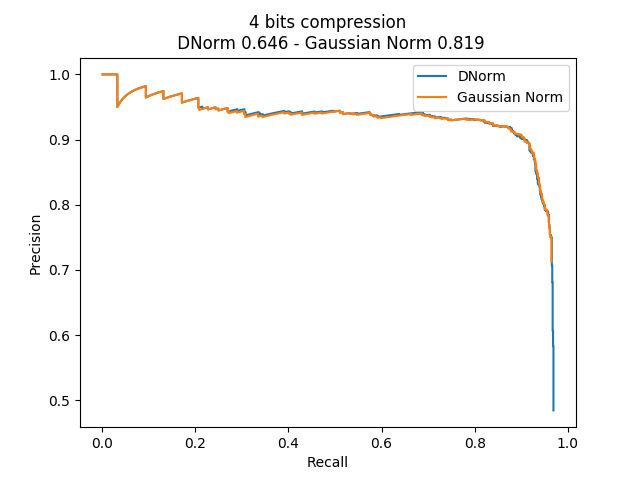 4 bits compression
DNorm 0.646 - Gaussian Norm 0.819
DNorm
Gaussian Norm
Precision
1.0
0.9
0.8
0.7
0.6
0.5
0.0 0.2 0.4 0.6 0.8 1.0
Recall